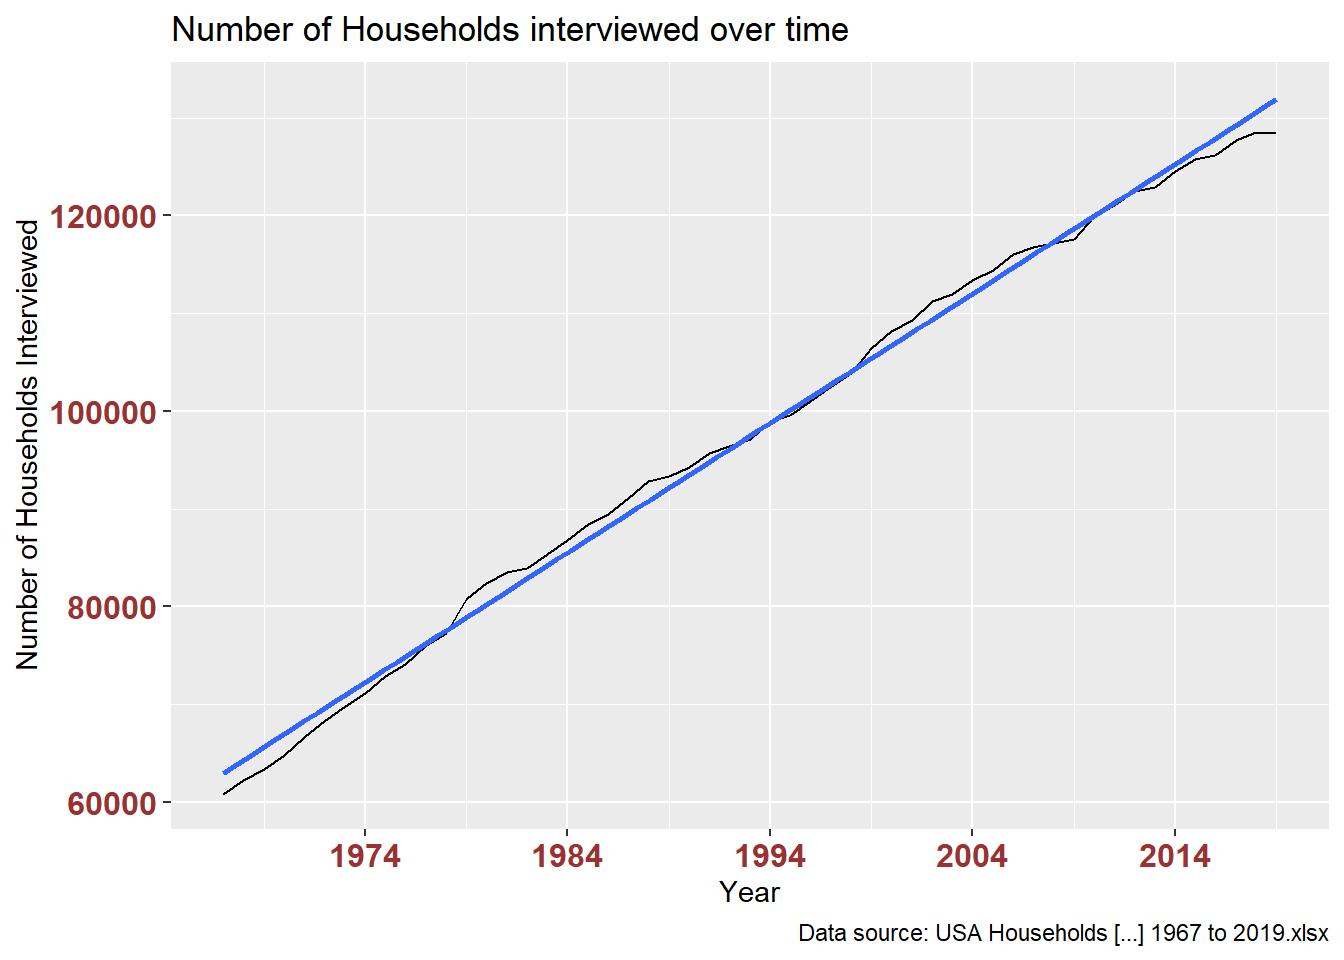 Number of Households interviewed over time
Number of Households Interviewed
120000
100000
80000
60000
1974 1984 1994 2004 2014
Year
Data source: USA Households [...] 1967 to 2019.xlsx